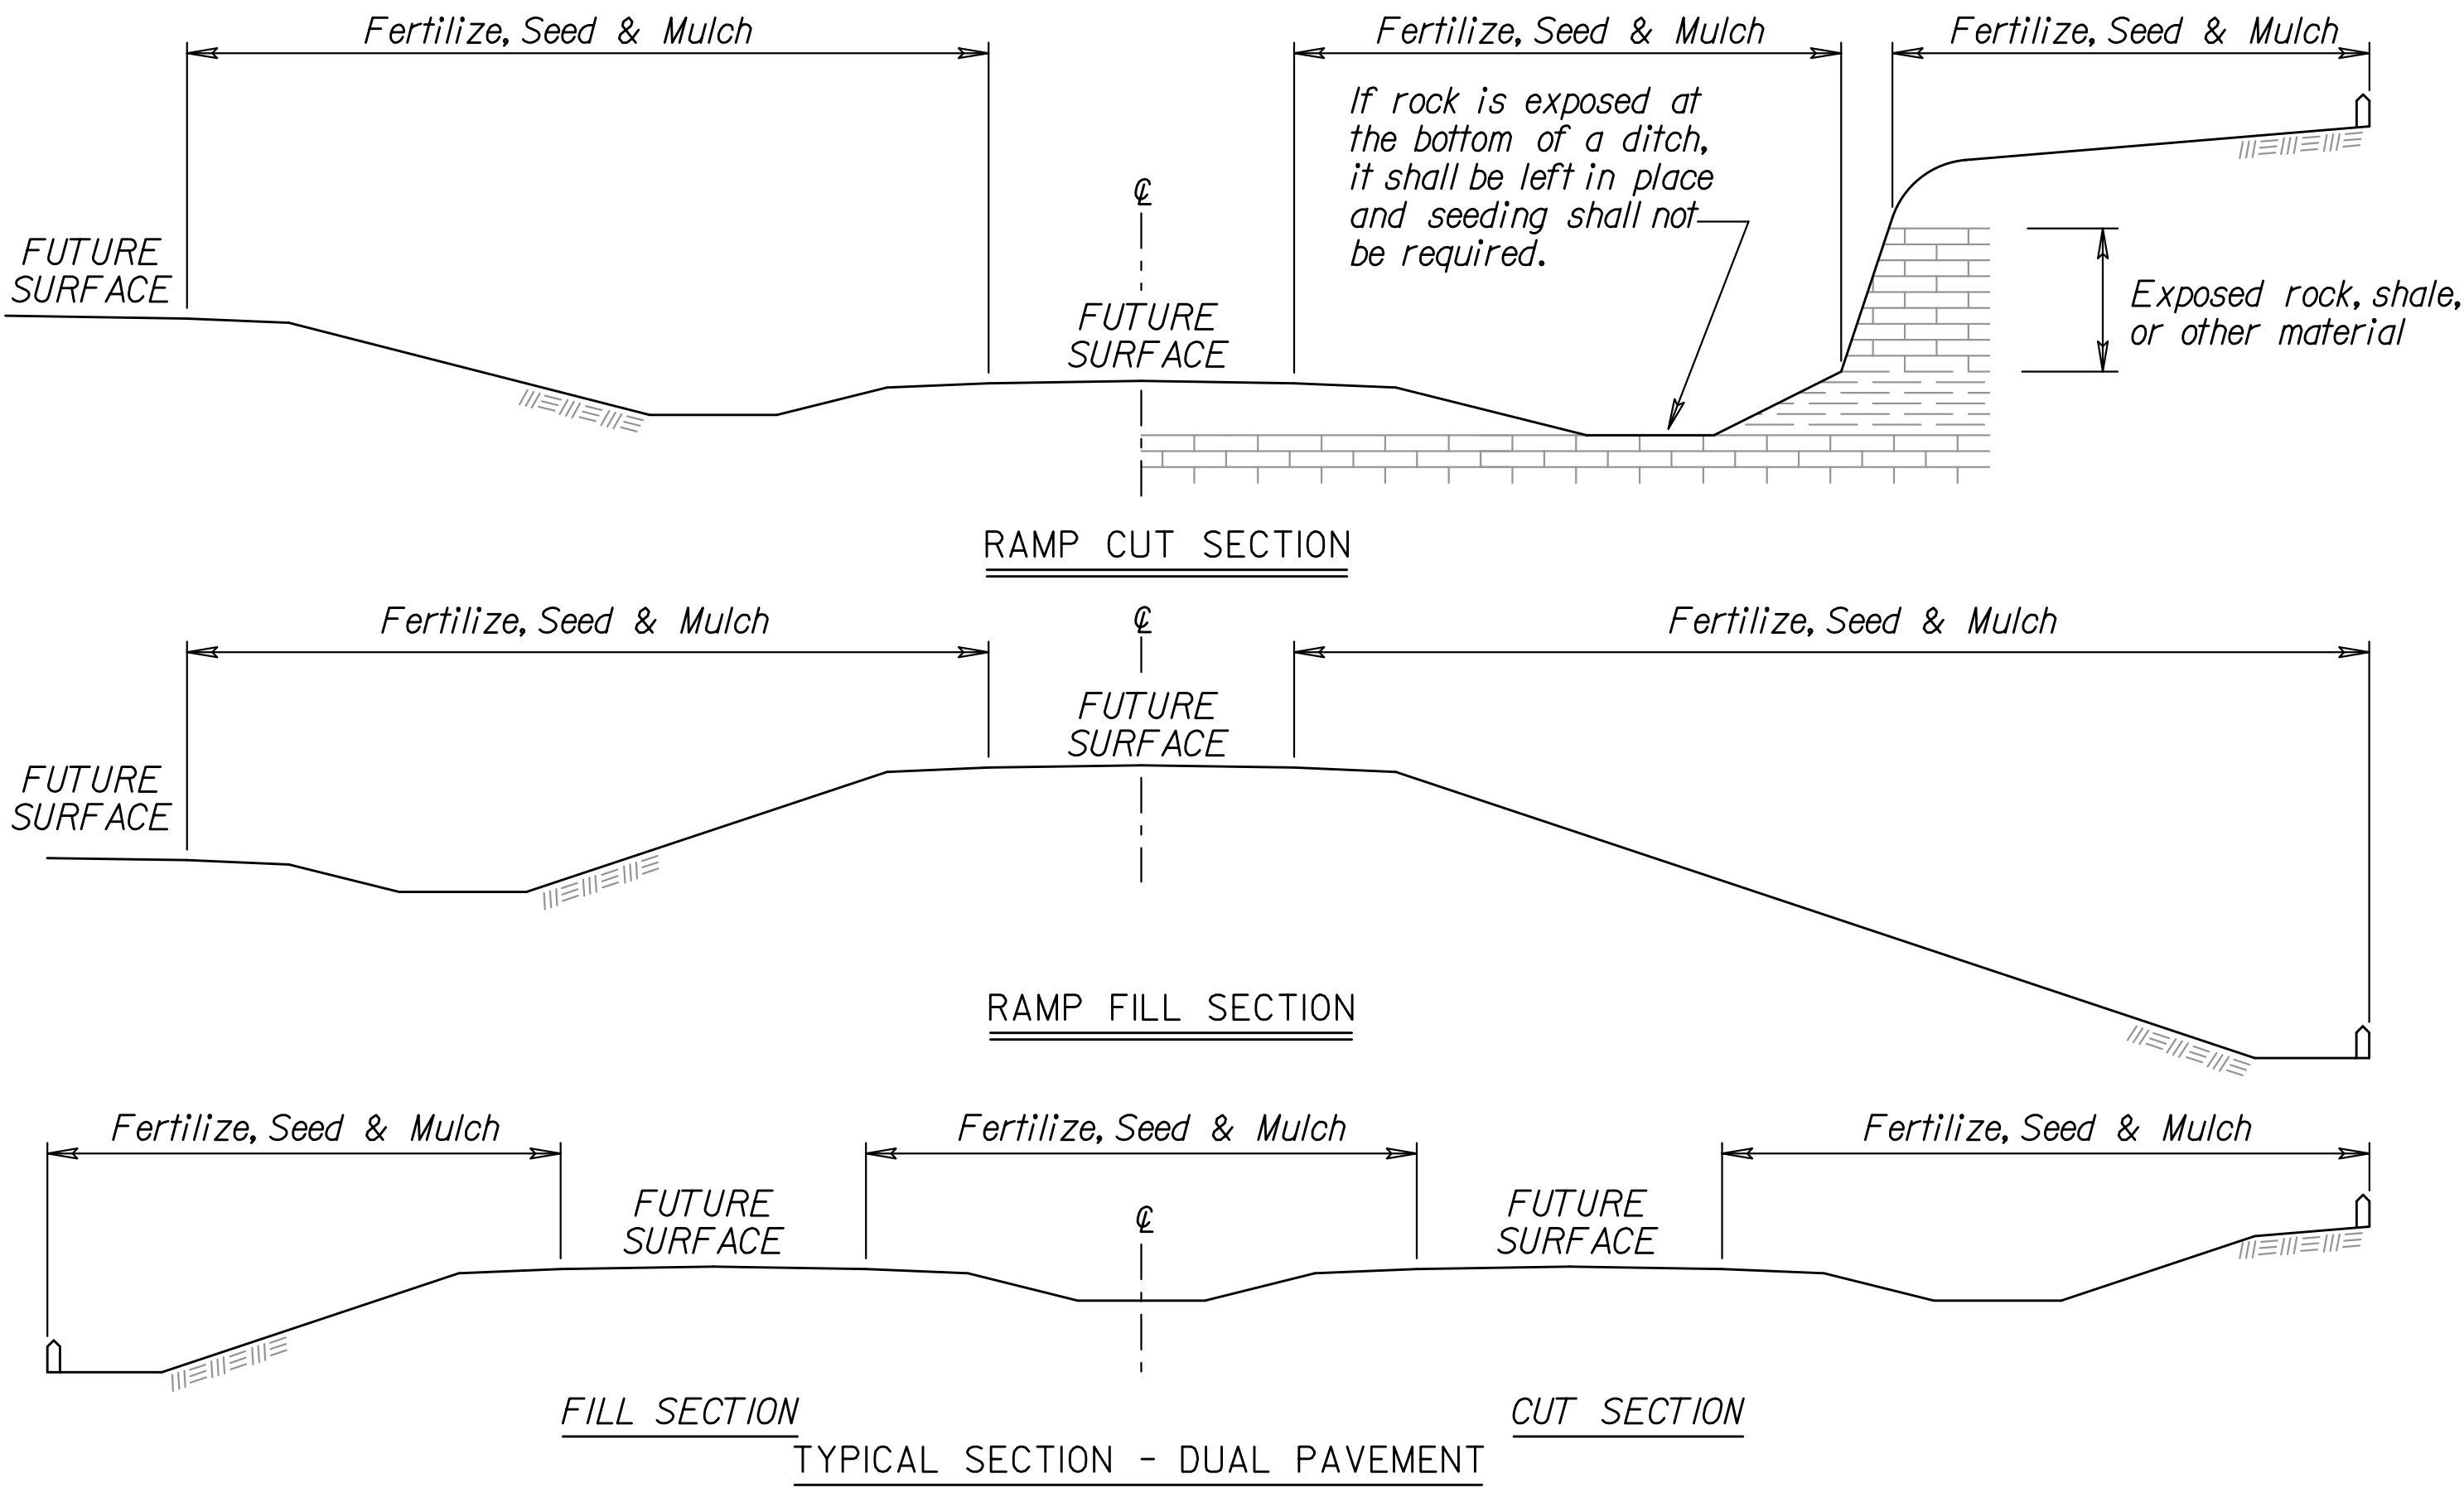 Fertilize, Seed & Mulch
Fertilize, Seed & Mulch
Fertilize, Seed & Mulch
If rock is exposed at
the bottom of a ditch,
it shall be left in place
and seeding shall not
be required.
℄
FUTURE
SURFACE
FUTURE
SURFACE
Exposed rock, shale,
or other material
RAMP CUT SECTION
Fertilize, Seed & Mulch
℄
Fertilize, Seed & Mulch
FUTURE
SURFACE
FUTURE
SURFACE
RAMP FILL SECTION
Fertilize, Seed & Mulch
Fertilize, Seed & Mulch
Fertilize, Seed & Mulch
FUTURE
SURFACE
℄
FUTURE
SURFACE
FILL SECTION
CUT SECTION
TYPICAL SECTION - DUAL PAVEMENT